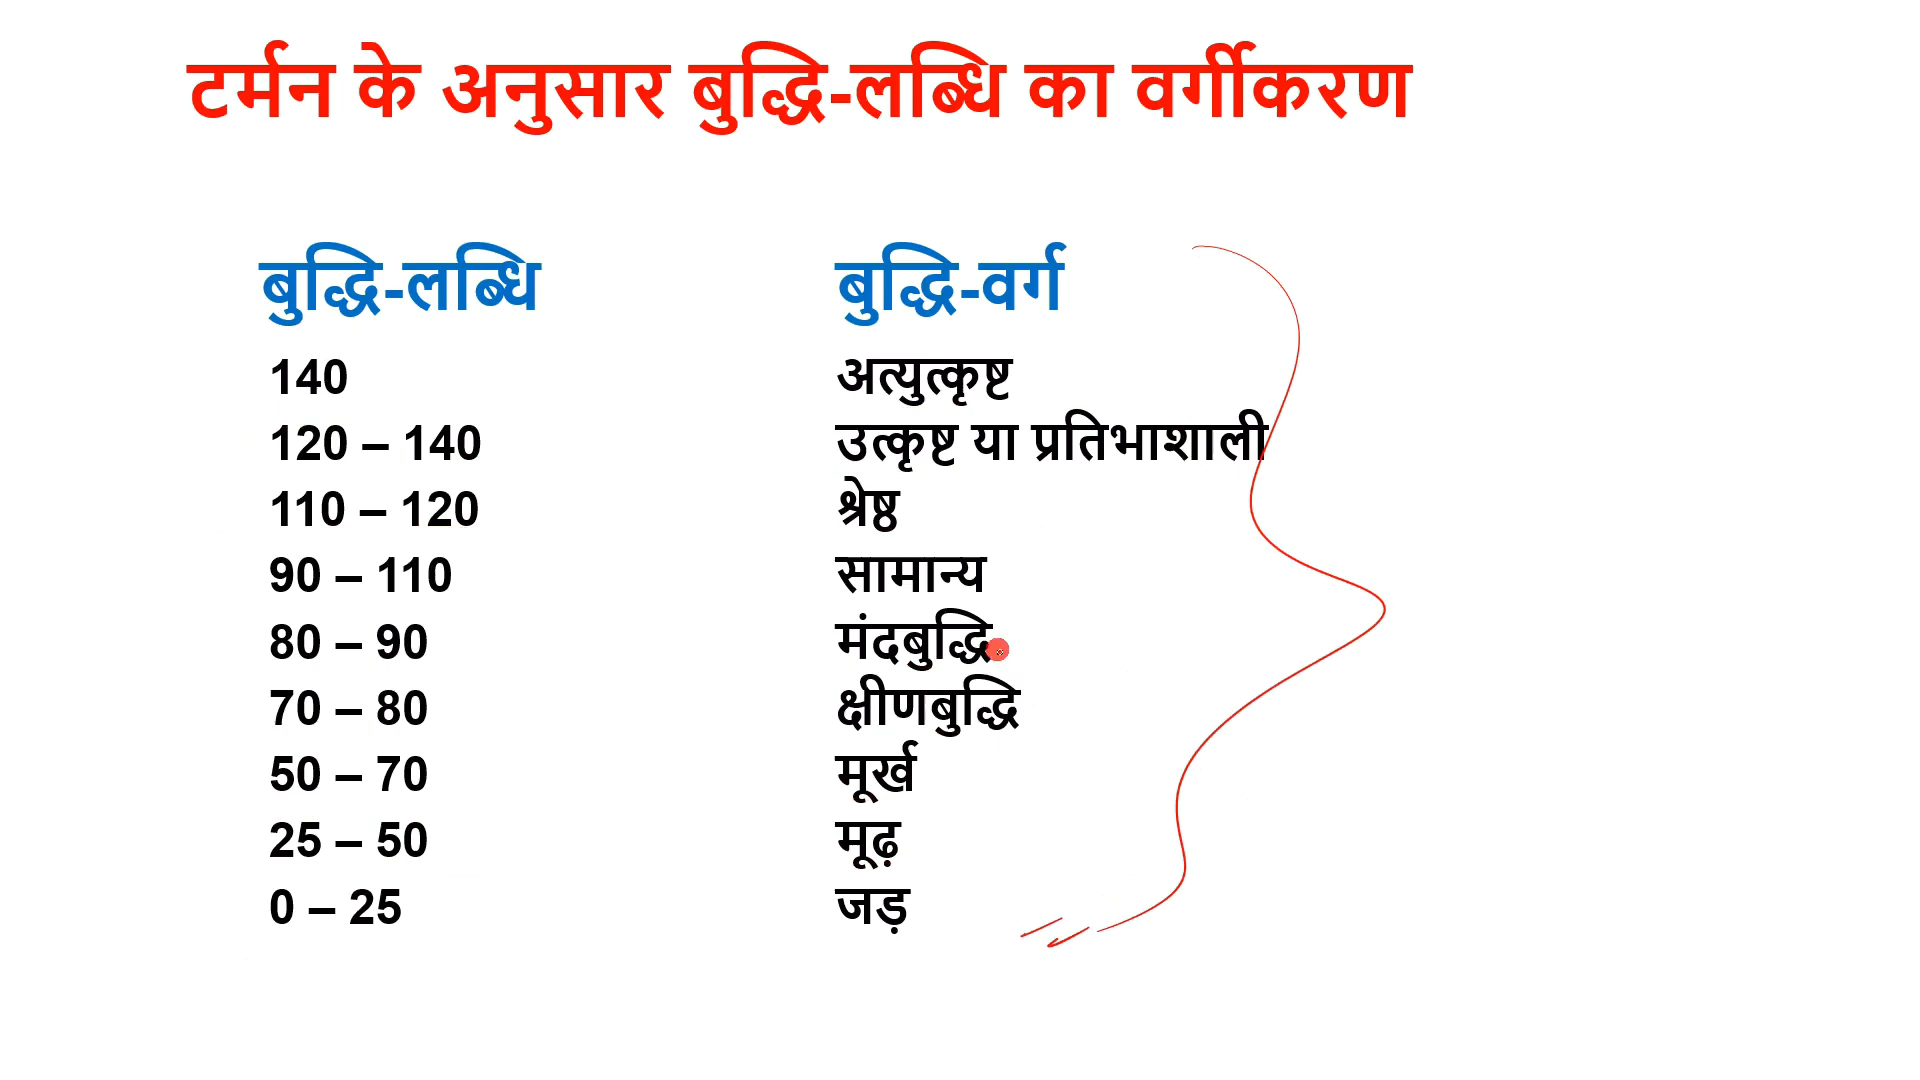 टर्मन के अनुसार बुद्धि-लब्धि का वर्गीकरण
बुद्धि-लब्धि बुद्धि-वर्ग
140 अत्युत्कृष्ट
120 – 140 उत्कृष्ट या प्रतिभाशाली
110 – 120 श्रेष्ठ
90 – 110 सामान्य
80 – 90 मंदबुद्धि
70 – 80 क्षीणबुद्धि
50 – 70 मूर्ख
25 – 50 मूढ़
0 – 25 जड़